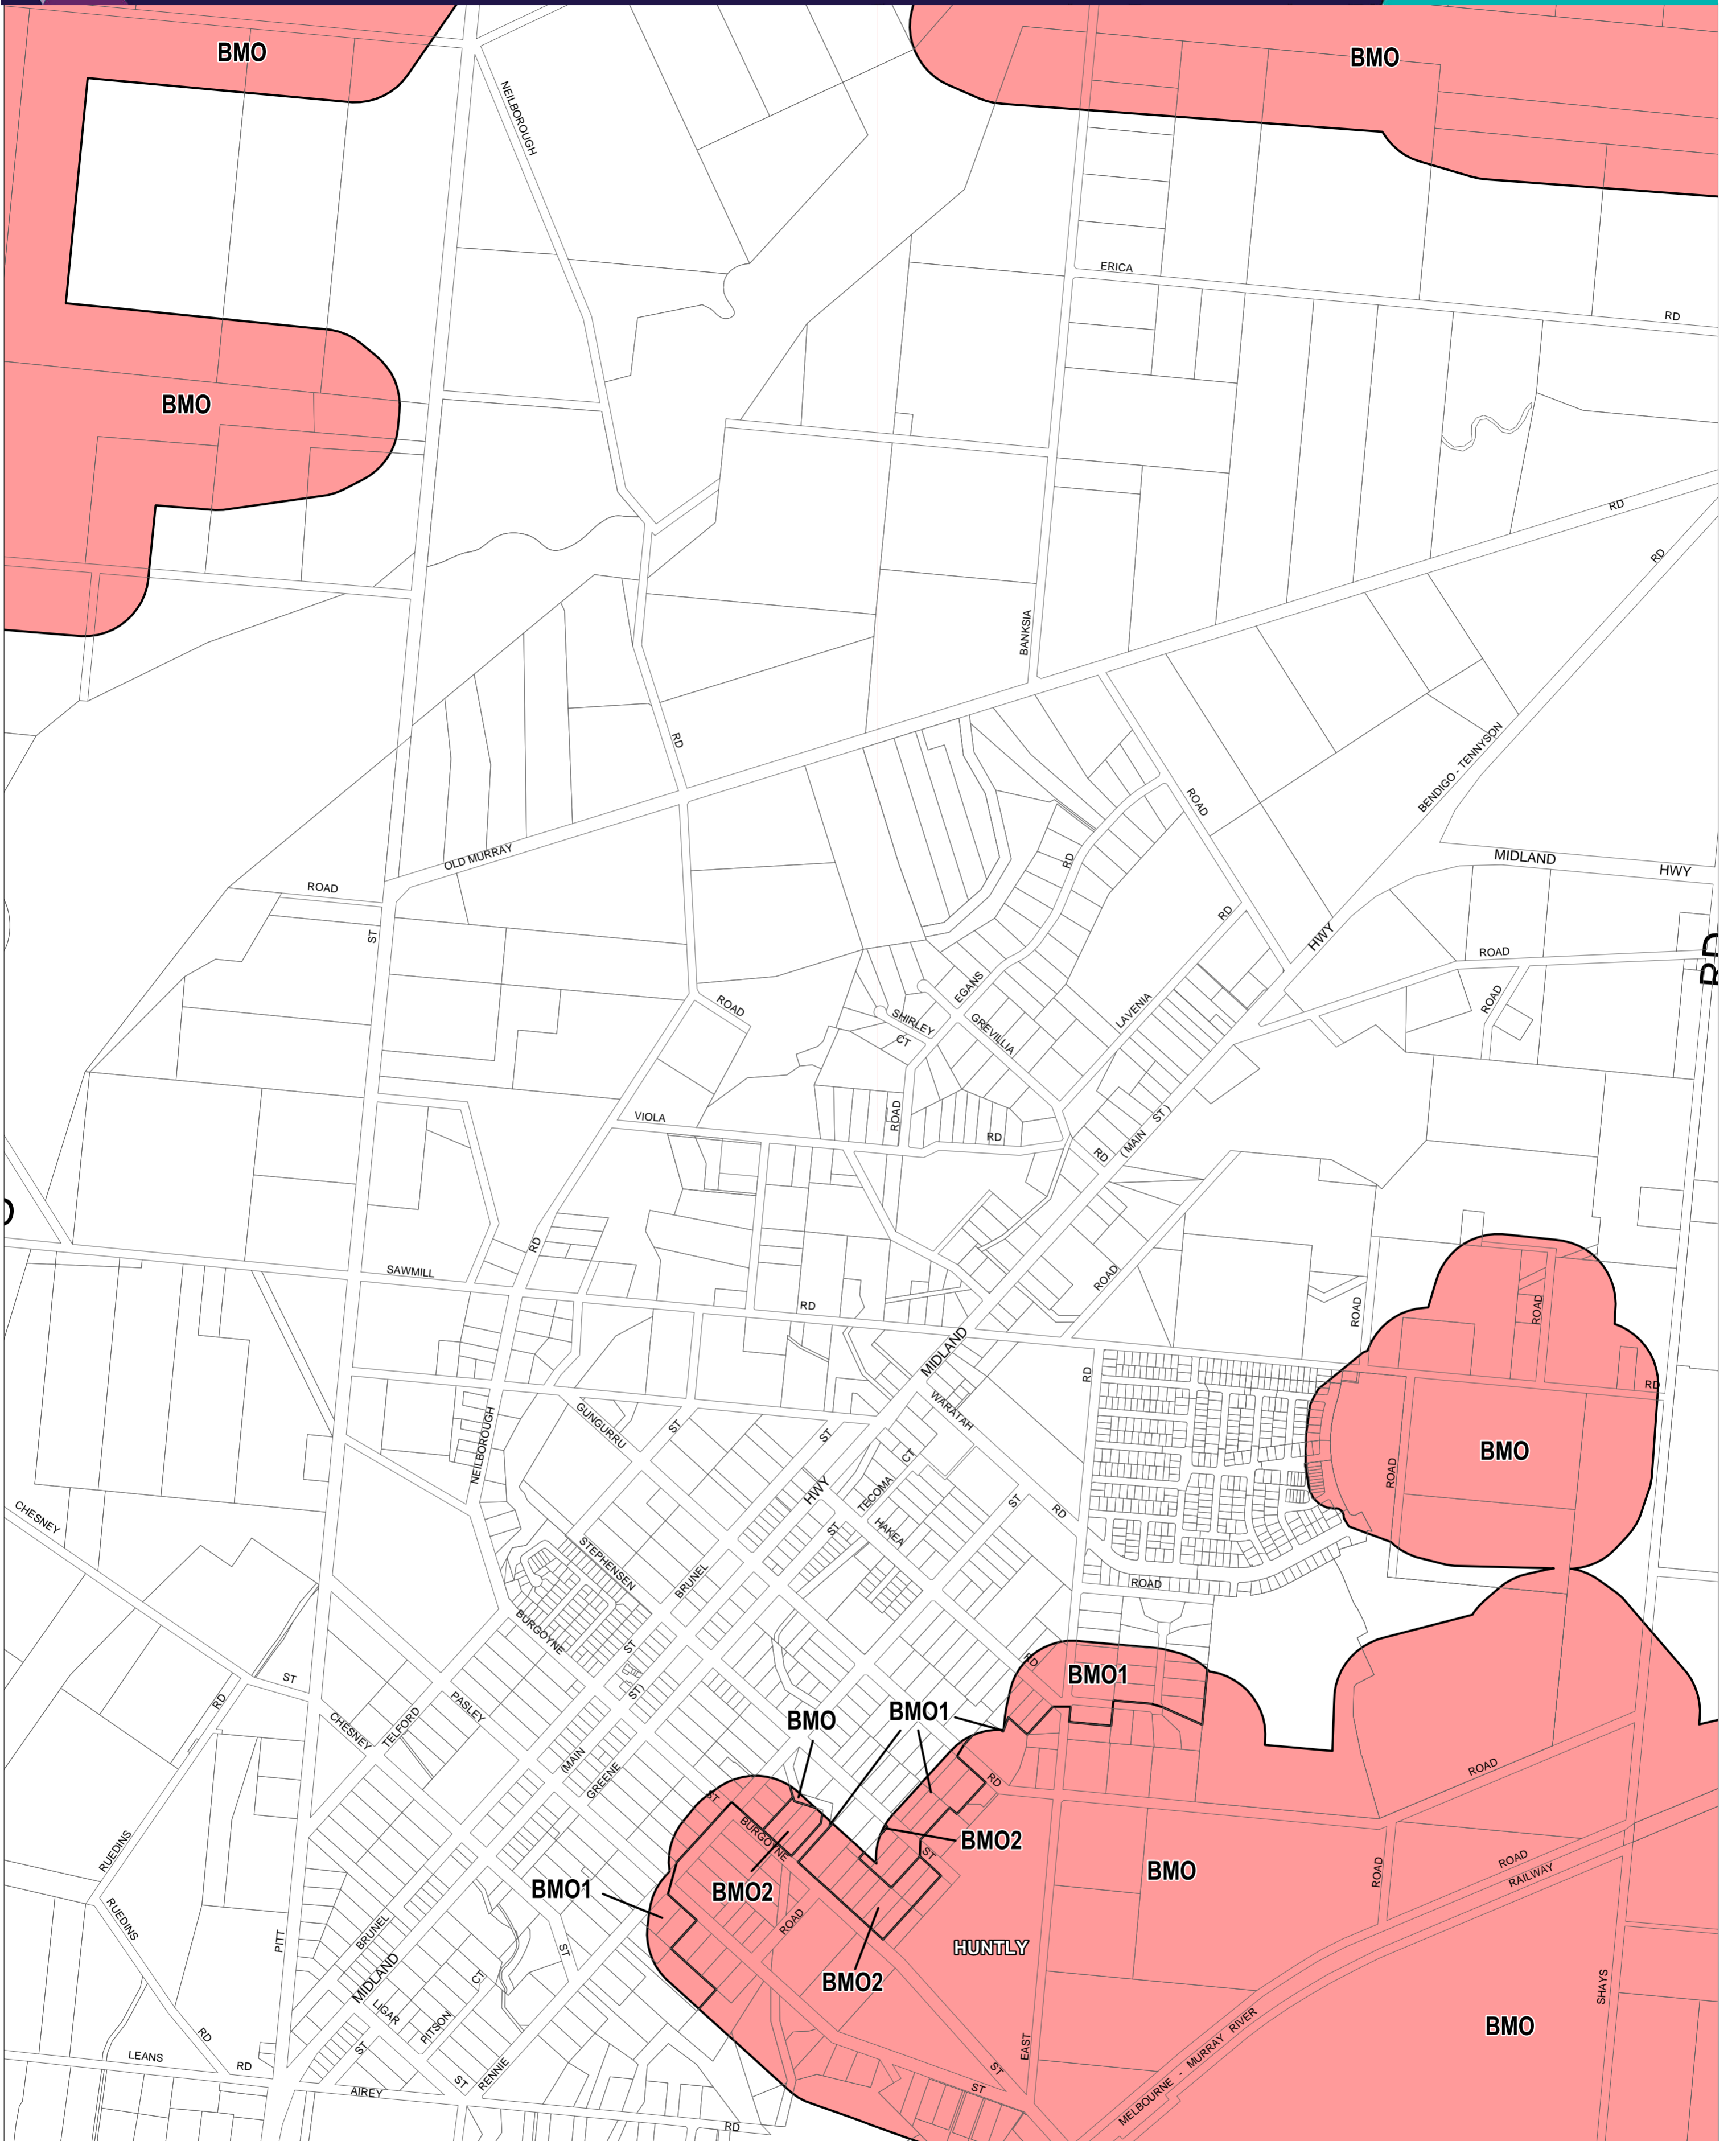 BMO
BMO
NEILBOROUGH
ERICA
RD
BMO
RD
RD
BANKSIA
RD
BENDIGO - TENNYSON
OLD MURRAY
MIDLAND
HWY
ROAD
ROAD
RD
ST
RD
HWY
ROAD
RD
EGANS
ROAD
ROAD
LAVENIA
SHIRLEY
CT
GREVILLIA
VIOLA
ROAD
RD
(MAIN ST)
RD
RD
SAWMILL
ROAD
RD
ROAD
ROAD
MIDLAND
RD
RD
WARATAH
GUNGURRU
ST
ST
NEILBOROUGH
CT
BMO
ROAD
HWY
TECOMA
ST
RD
CHESNEY
ST
HAKEA
STEPHENSEN
BRUNEL
ROAD
BURGOYNE
ST
RD
ST
ST)
RD
BMO1
PASLEY
BMO
BMO1
CHESNEY
TELFORD
(MAIN
GREENE
RD
ROAD
ST
BURGOYNE
BMO2
ST
RUEDINS
BMO1
BMO2
BMO
ROAD
ROAD
RAILWAY
RUEDINS
BRUNEL
ROAD
PITT
ST
HUNTLY
MIDLAND
CT
BMO2
SHAYS
LIGAR
PITSON
BMO
RD
ST
EAST
MELBOURNE - MURRAY RIVER
LEANS
RD
ST
RENNIE
ST
ST
AIREY
RD